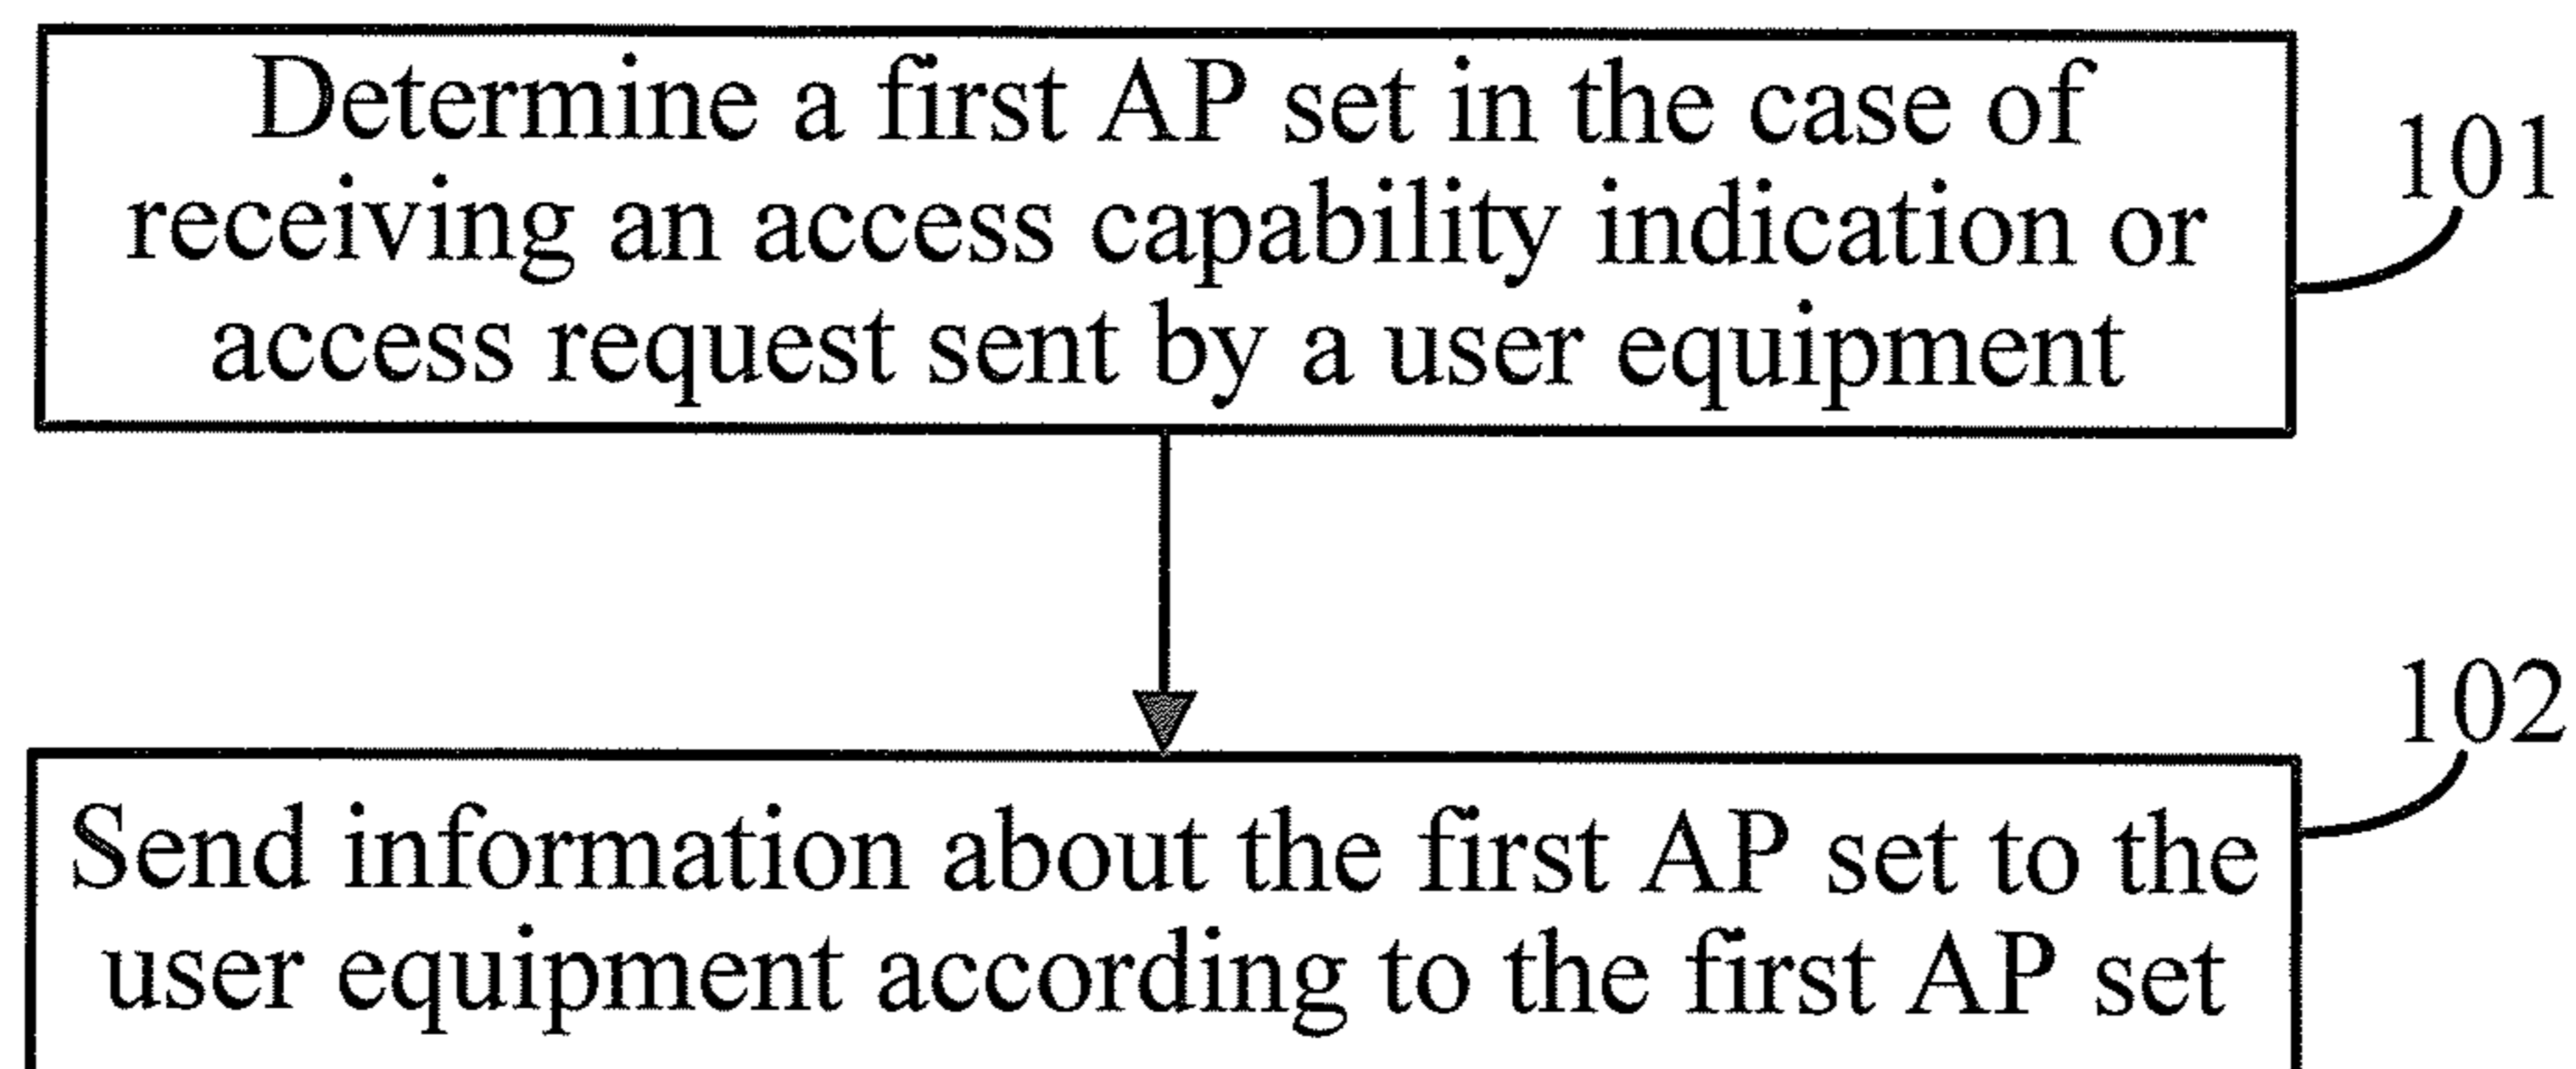 Determine a first AP set in the case of
receiving an access capability indication or
access request sent by a user equipment
101
102
Send information about the first AP set to the
user equipment according to the first AP set